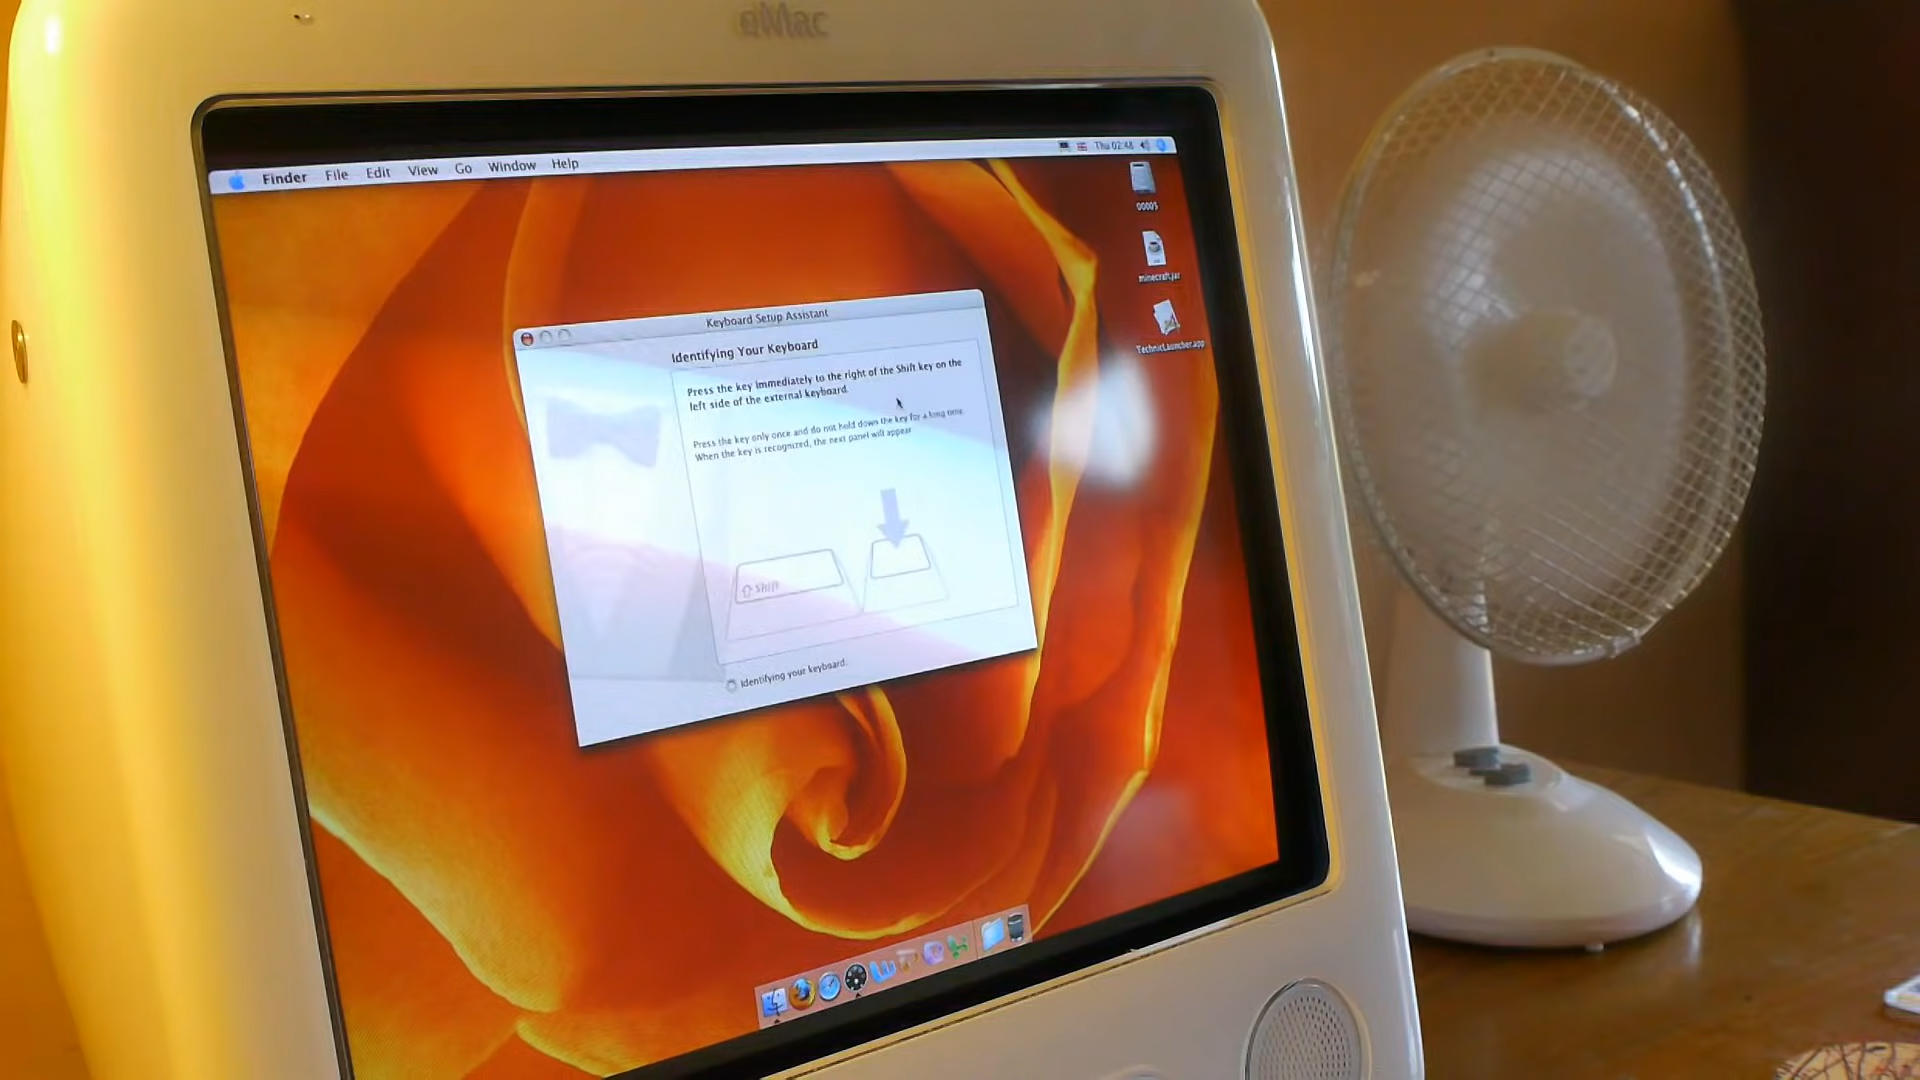 eMac
Finder File Edit View Go Window Help
Thu 02:48
00005
minecraft.jar
TechnicLauncher.app
Keyboard Setup Assistant
Identifying Your Keyboard
Press the key immediately to the right of the Shift key on the
left side of the external keyboard.
Press the key only once and do not hold down the key for a long time.
When the key is recognized, the next panel will appear.
Shift
Identifying your keyboard.